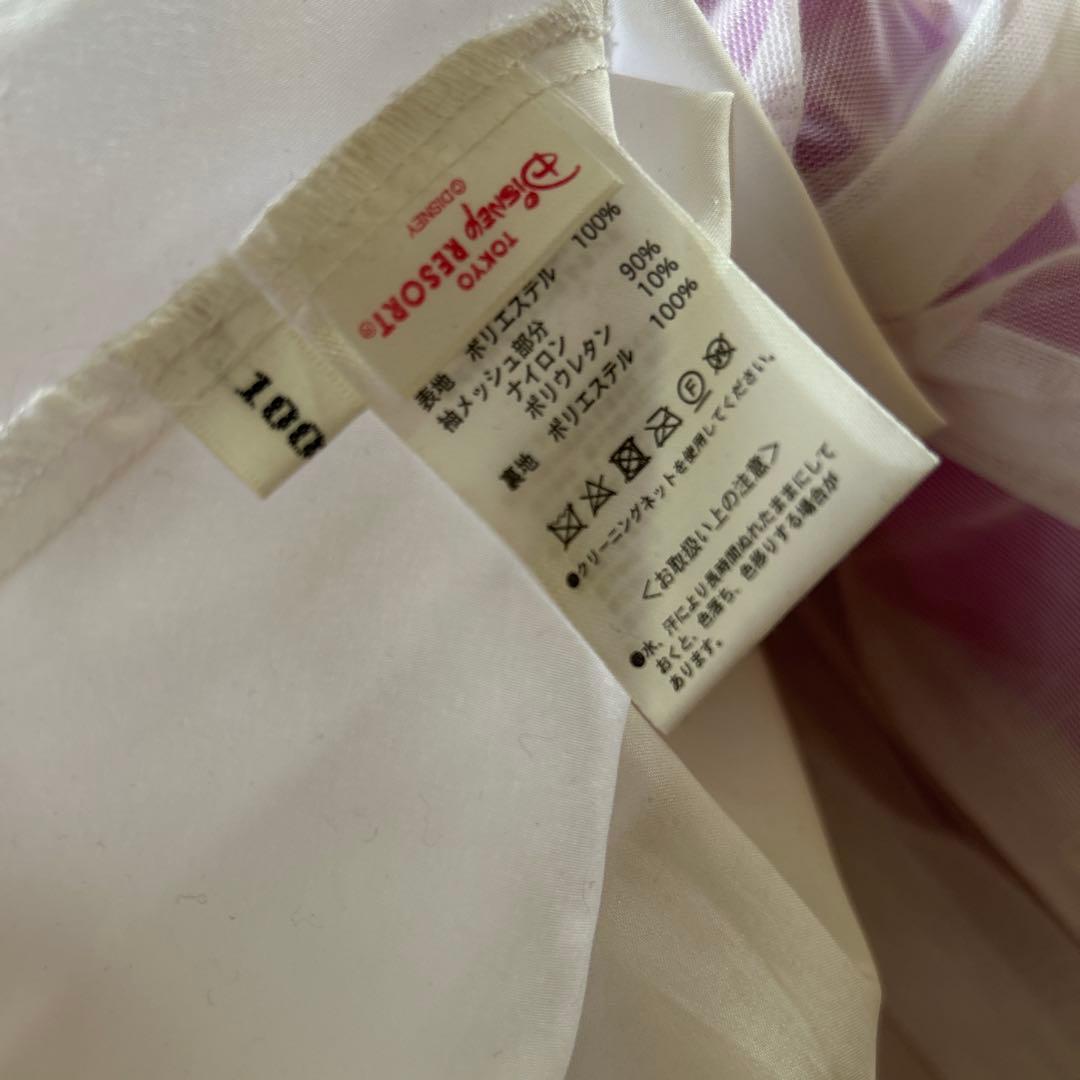 ©DISNEY
Disney
TOKYO
RESORT®
表地 ポリエステル 100%
袖メッシュ部分
ナイロン 90%
ポリウレタン 10%
裏地 ポリエステル 100%
●クリーニングネットを使用してください。
<お取扱い上の注意>
●水、汗により長時間ぬれたままにして
おくと、色落ち、色移りする場合が
あります。
100